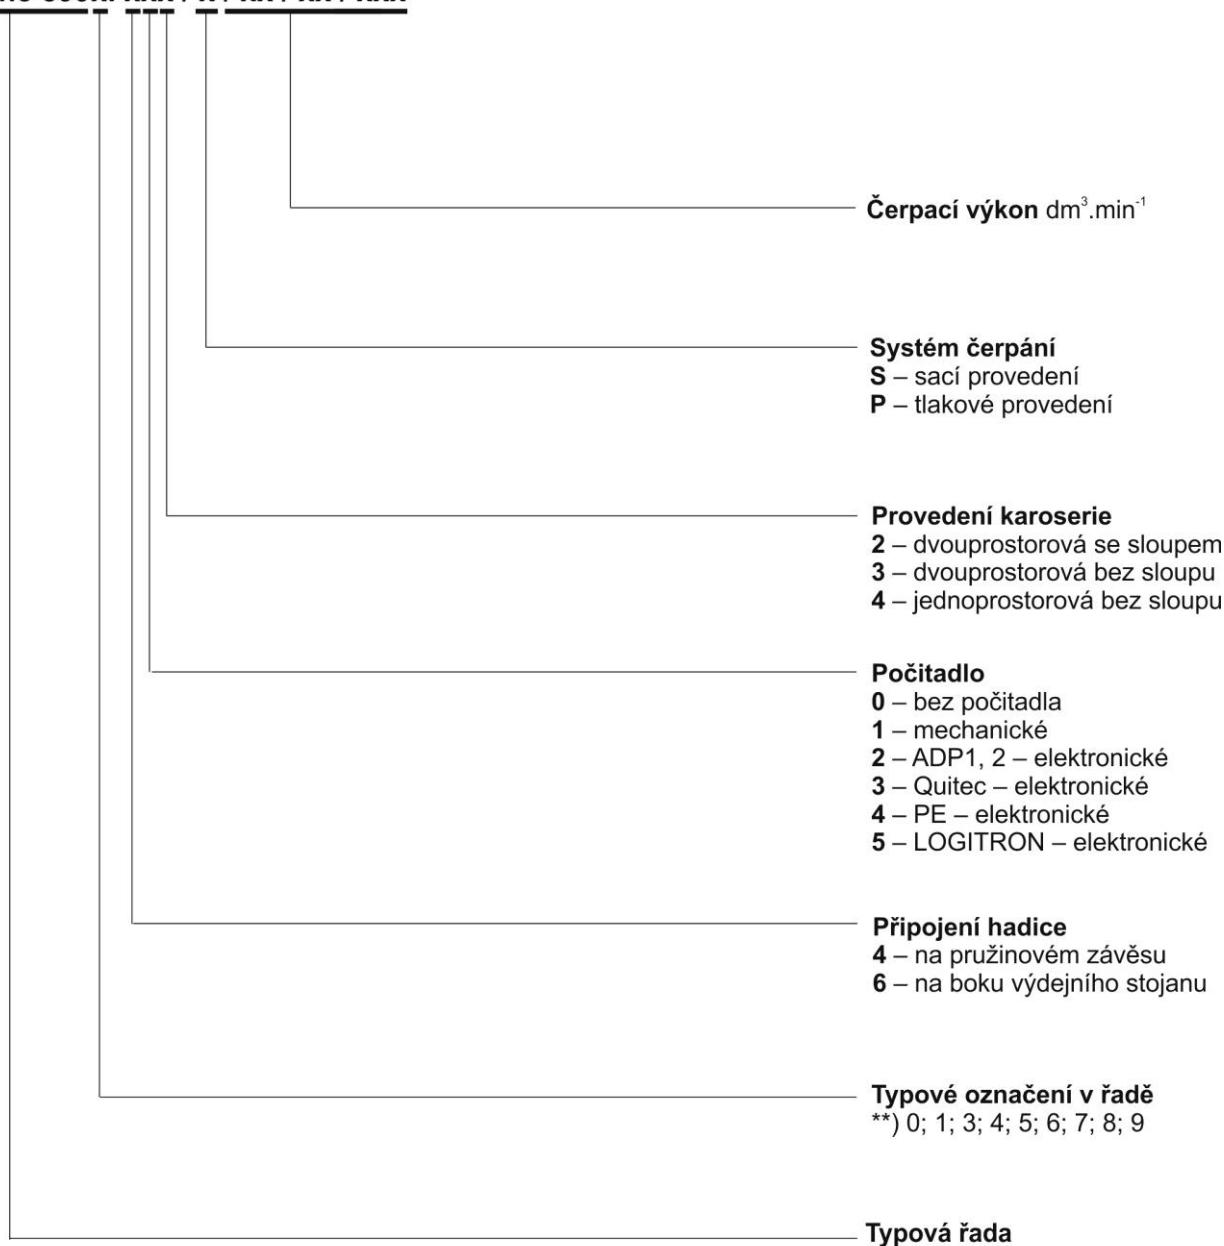 Čerpací výkon dm³.min⁻¹
Systém čerpání
S – sací provedení
P – tlakové provedení
Provedení karoserie
2 – dvouprostorová se sloupem
3 – dvouprostorová bez sloupu
4 – jednoprostorová bez sloupu
Počitadlo
0 – bez počitadla
1 – mechanické
2 – ADP1, 2 – elektronické
3 – Quitec – elektronické
4 – PE – elektronické
5 – LOGITRON – elektronické
Připojení hadice
4 – na pružinovém závěsu
6 – na boku výdejního stojanu
Typové označení v řadě
**) 0; 1; 3; 4; 5; 6; 7; 8; 9
Typová řada